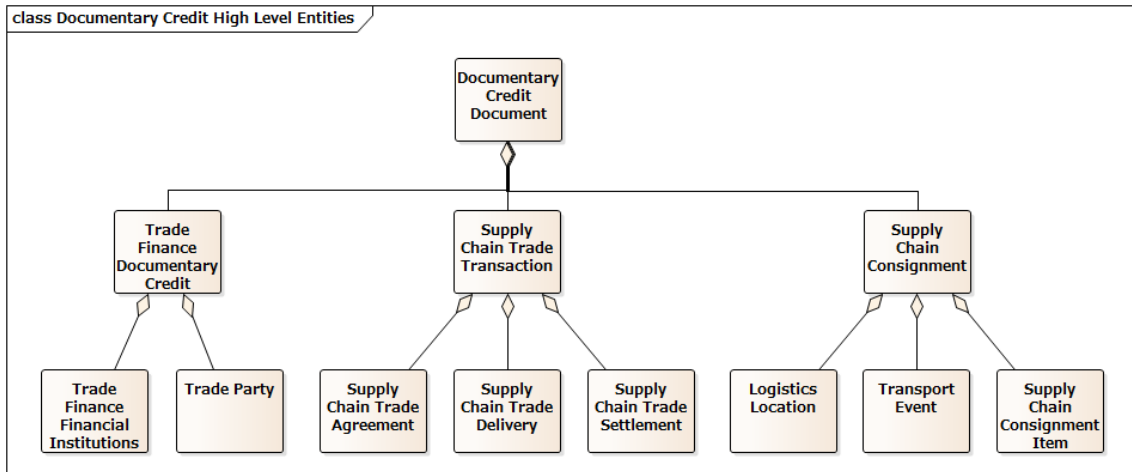 class Documentary Credit High Level Entities
Documentary
Credit
Document
Trade
Finance
Documentary
Credit
Supply
Chain Trade
Transaction
Supply
Chain
Consignment
Trade
Finance
Financial
Institutions
Trade Party
Supply
Chain Trade
Agreement
Supply
Chain Trade
Delivery
Supply
Chain Trade
Settlement
Logistics
Location
Transport
Event
Supply
Chain
Consignment
Item